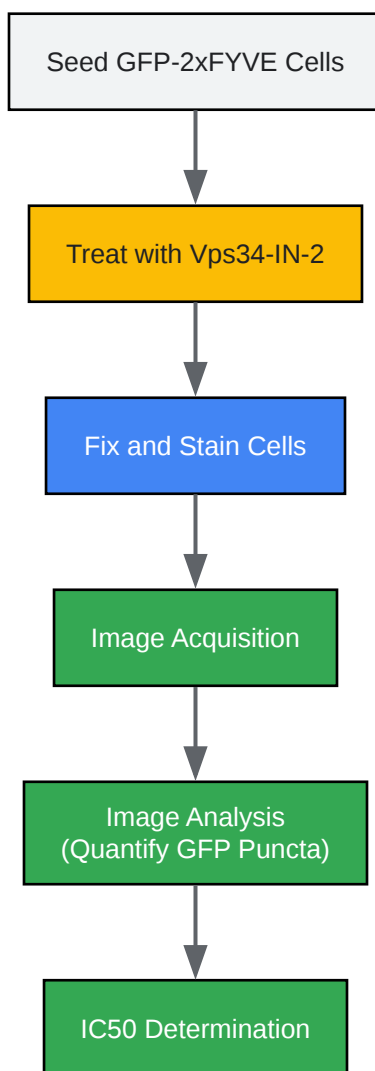 Seed GFP-2xFYVE Cells
Treat with Vps34-IN-2
Fix and Stain Cells
Image Acquisition
Image Analysis
(Quantify GFP Puncta)
IC50 Determination